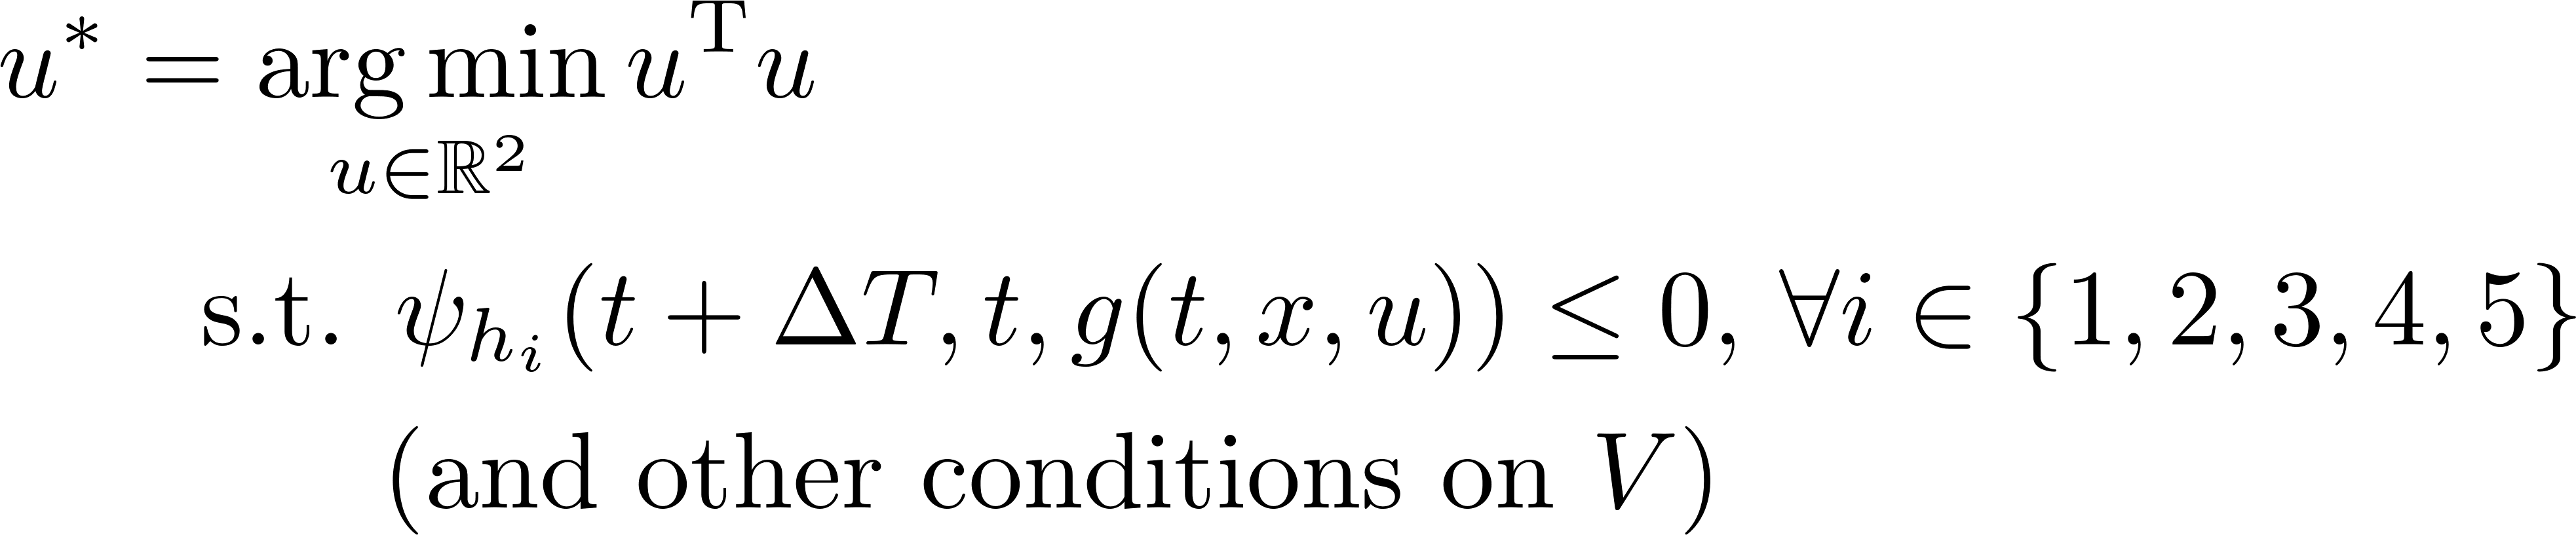 u* = arg min uᵀu
u∈ℝ²
s.t. ψ_{h_i}(t + ΔT, t, g(t, x, u)) ≤ 0, ∀i ∈ {1, 2, 3, 4, 5}
(and other conditions on V)